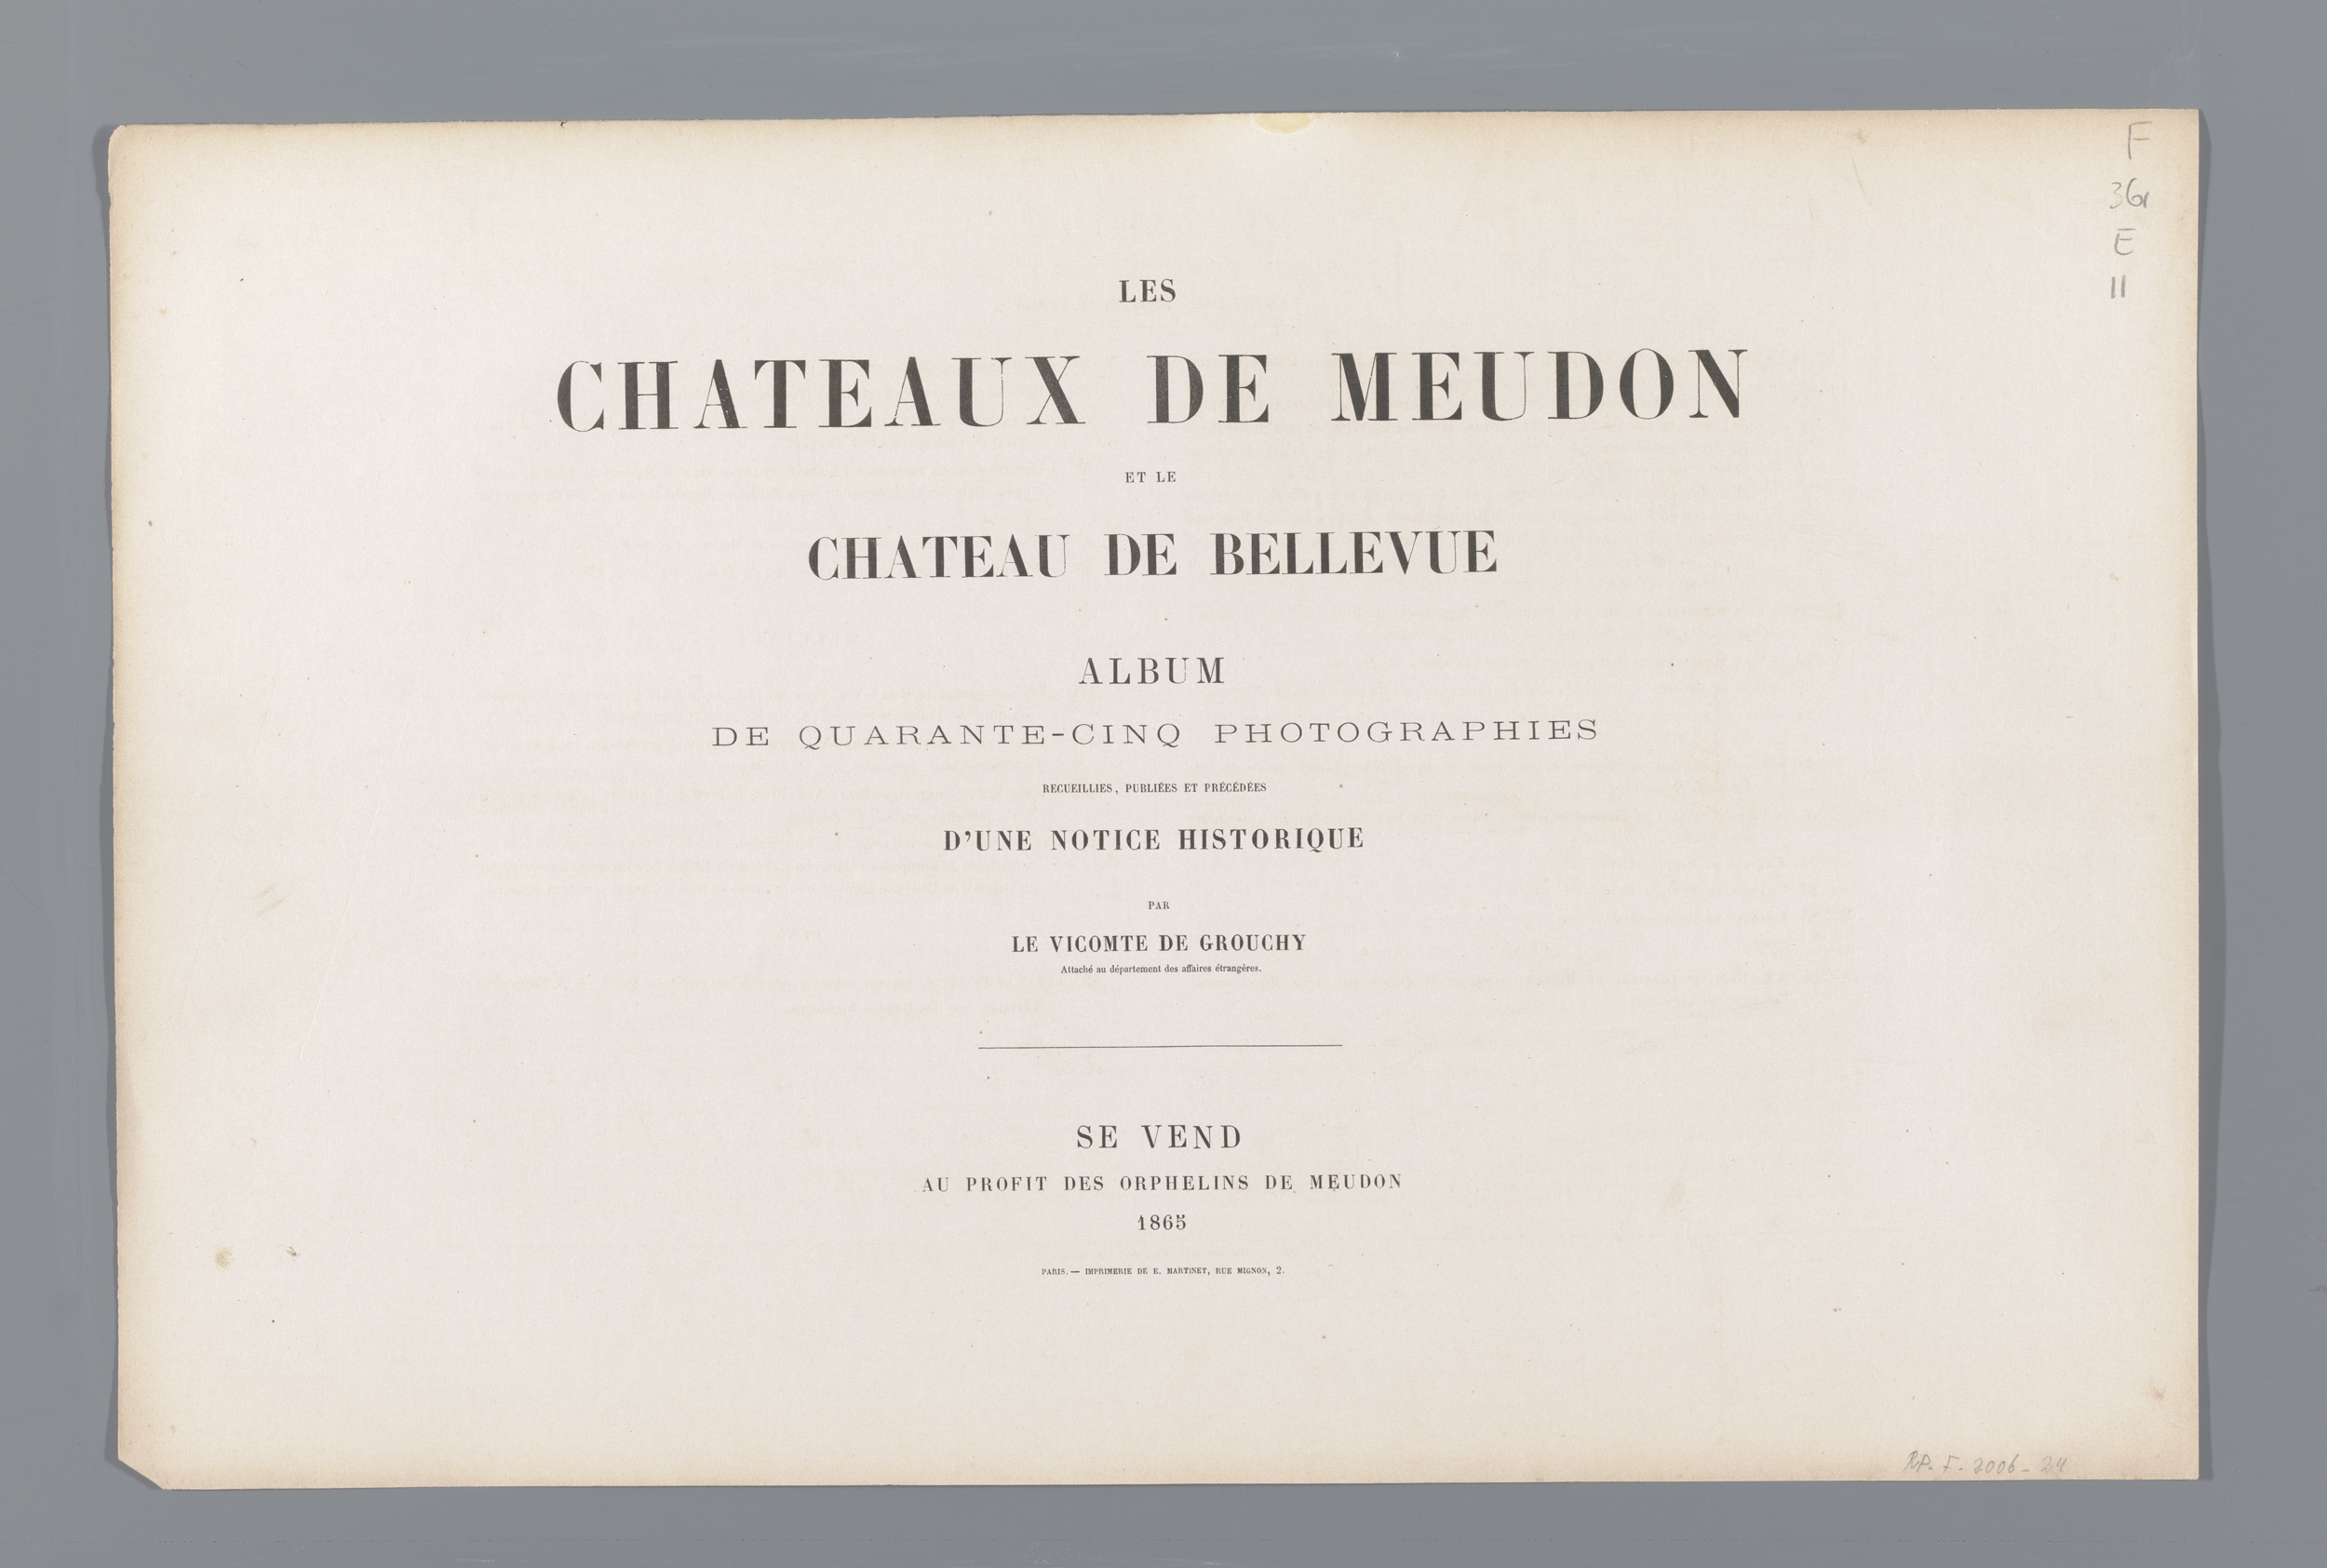 F
361
E
11
LES
CHATEAUX DE MEUDON
ET LE
CHATEAU DE BELLEVUE
ALBUM
DE QUARANTE-CINQ PHOTOGRAPHIES
RECUEILLIES, PUBLIÉES ET PRÉCÉDÉES
D'UNE NOTICE HISTORIQUE
PAR
LE VICOMTE DE GROUCHY
Attaché au département des affaires étrangères.
SE VEND
AU PROFIT DES ORPHELINS DE MEUDON
1865
PARIS. — IMPRIMERIE DE E. MARTINET, RUE MIGNON, 2.
RP-F-2006-24